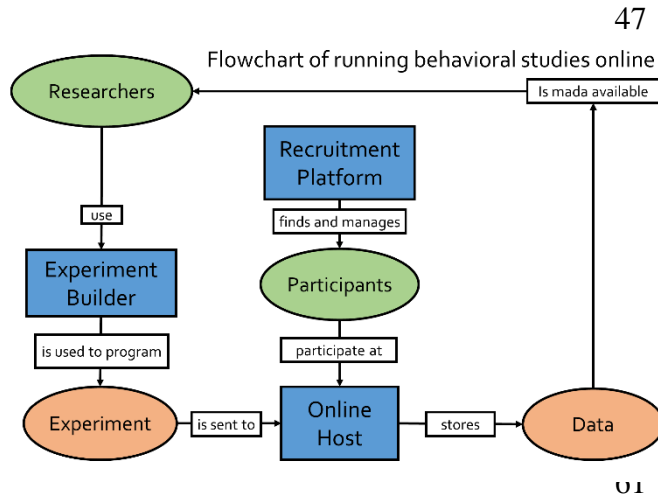 47
Flowchart of running behavioral studies online
Researchers
Is mada available
Recruitment
Platform
use
finds and manages
Experiment
Builder
Participants
is used to program
participate at
Experiment
is sent to
Online
Host
stores
Data
61